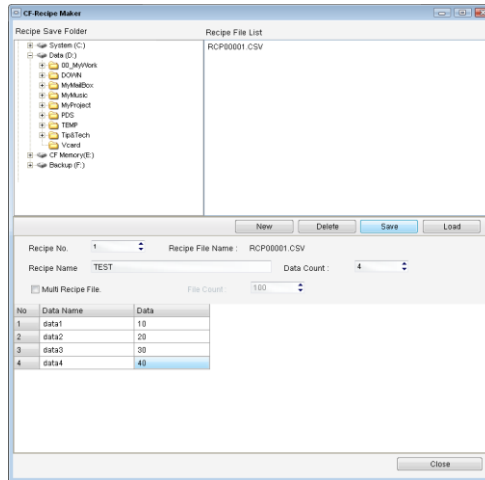 CF-Recipe Maker
Recipe Save Folder
Recipe File List
System (C:)
Data (D:)
00_MyWork
DOWN
MyMailBox
MyMusic
MyProject
PDS
TEMP
Tip&Tech
Vcard
CF Memory(E:)
Backup (F:)
RCP00001.CSV
New Delete Save Load
Recipe No. 1 Recipe File Name : RCP00001.CSV
Recipe Name TEST Data Count : 4
Multi Recipe File. File Count : 100
No Data Name Data
1 data1 10
2 data2 20
3 data3 30
4 data4 40
Close